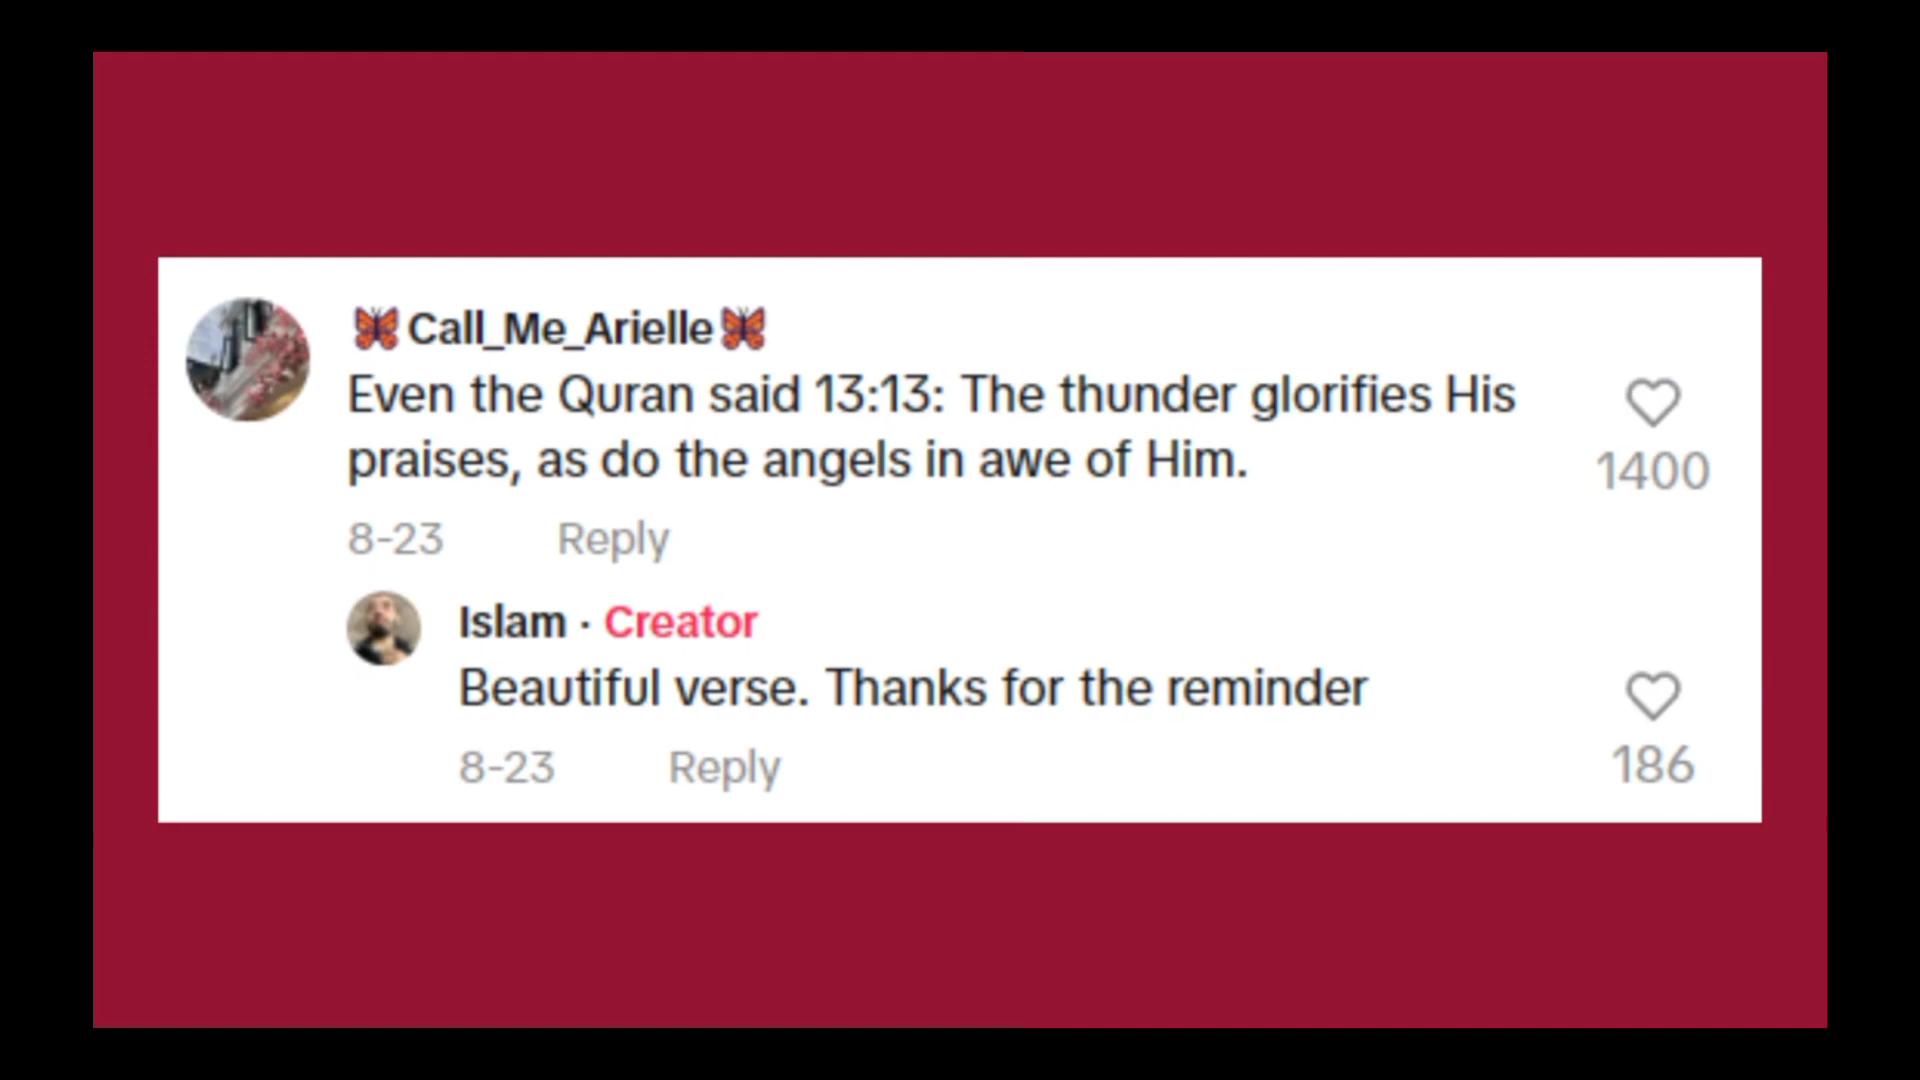 🦋Call_Me_Arielle🦋
Even the Quran said 13:13: The thunder glorifies His
praises, as do the angels in awe of Him.
1400
8-23 Reply
Islam · Creator
Beautiful verse. Thanks for the reminder
8-23 Reply
186